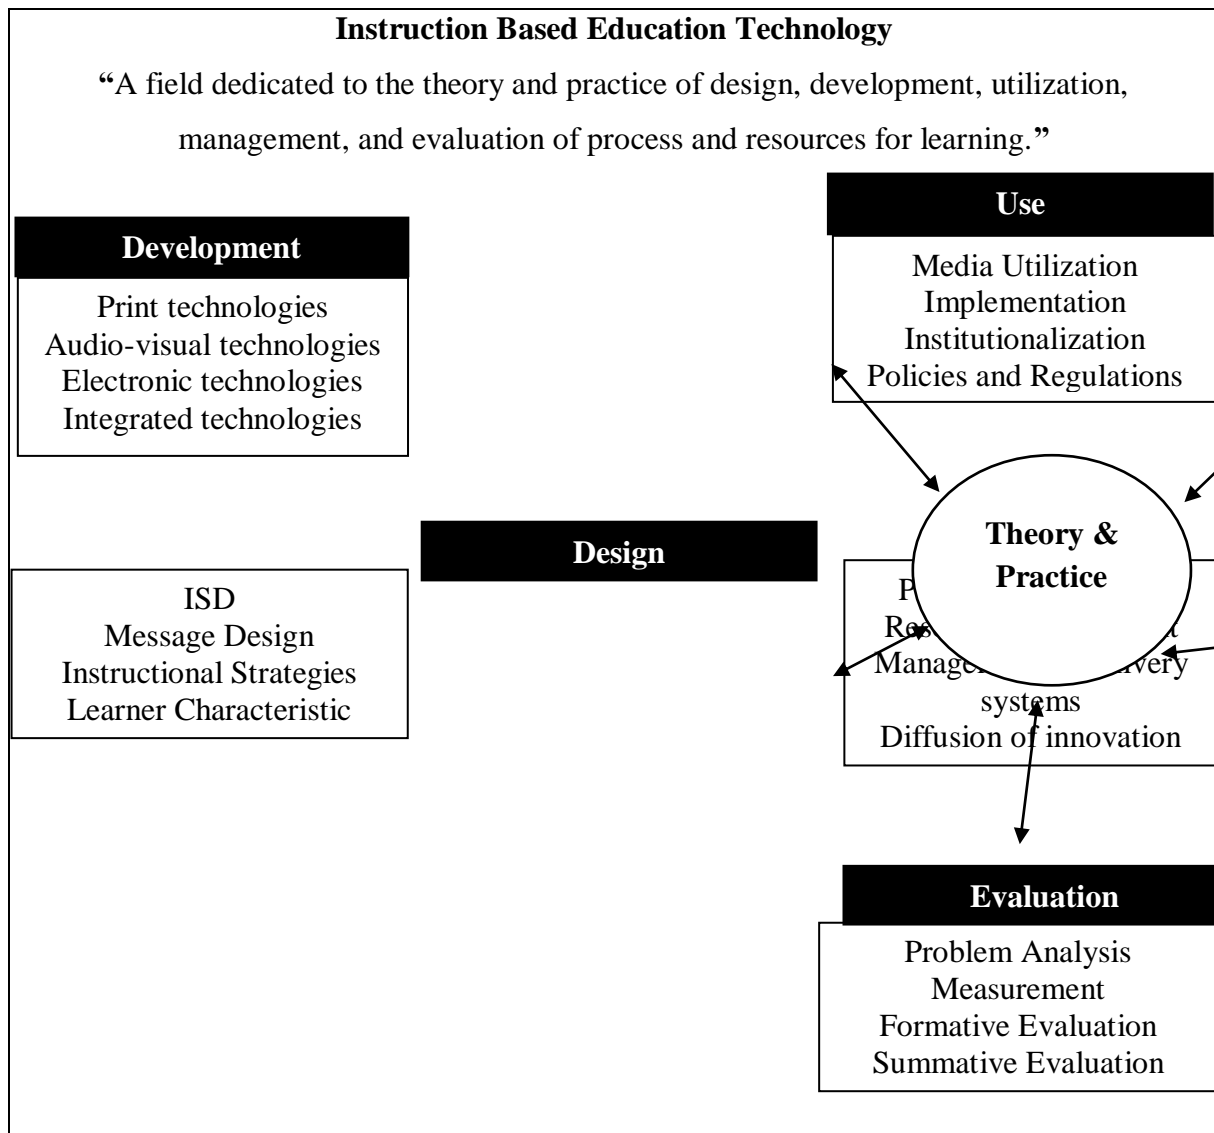 Instruction Based Education Technology
“A field dedicated to the theory and practice of design, development, utilization,
management, and evaluation of process and resources for learning.”
Development
Print technologies
Audio-visual technologies
Electronic technologies
Integrated technologies
Use
Media Utilization
Implementation
Institutionalization
Policies and Regulations
Theory &
Practice
Design
ISD
Message Design
Instructional Strategies
Learner Characteristic
systems
Diffusion of innovation
Evaluation
Problem Analysis
Measurement
Formative Evaluation
Summative Evaluation